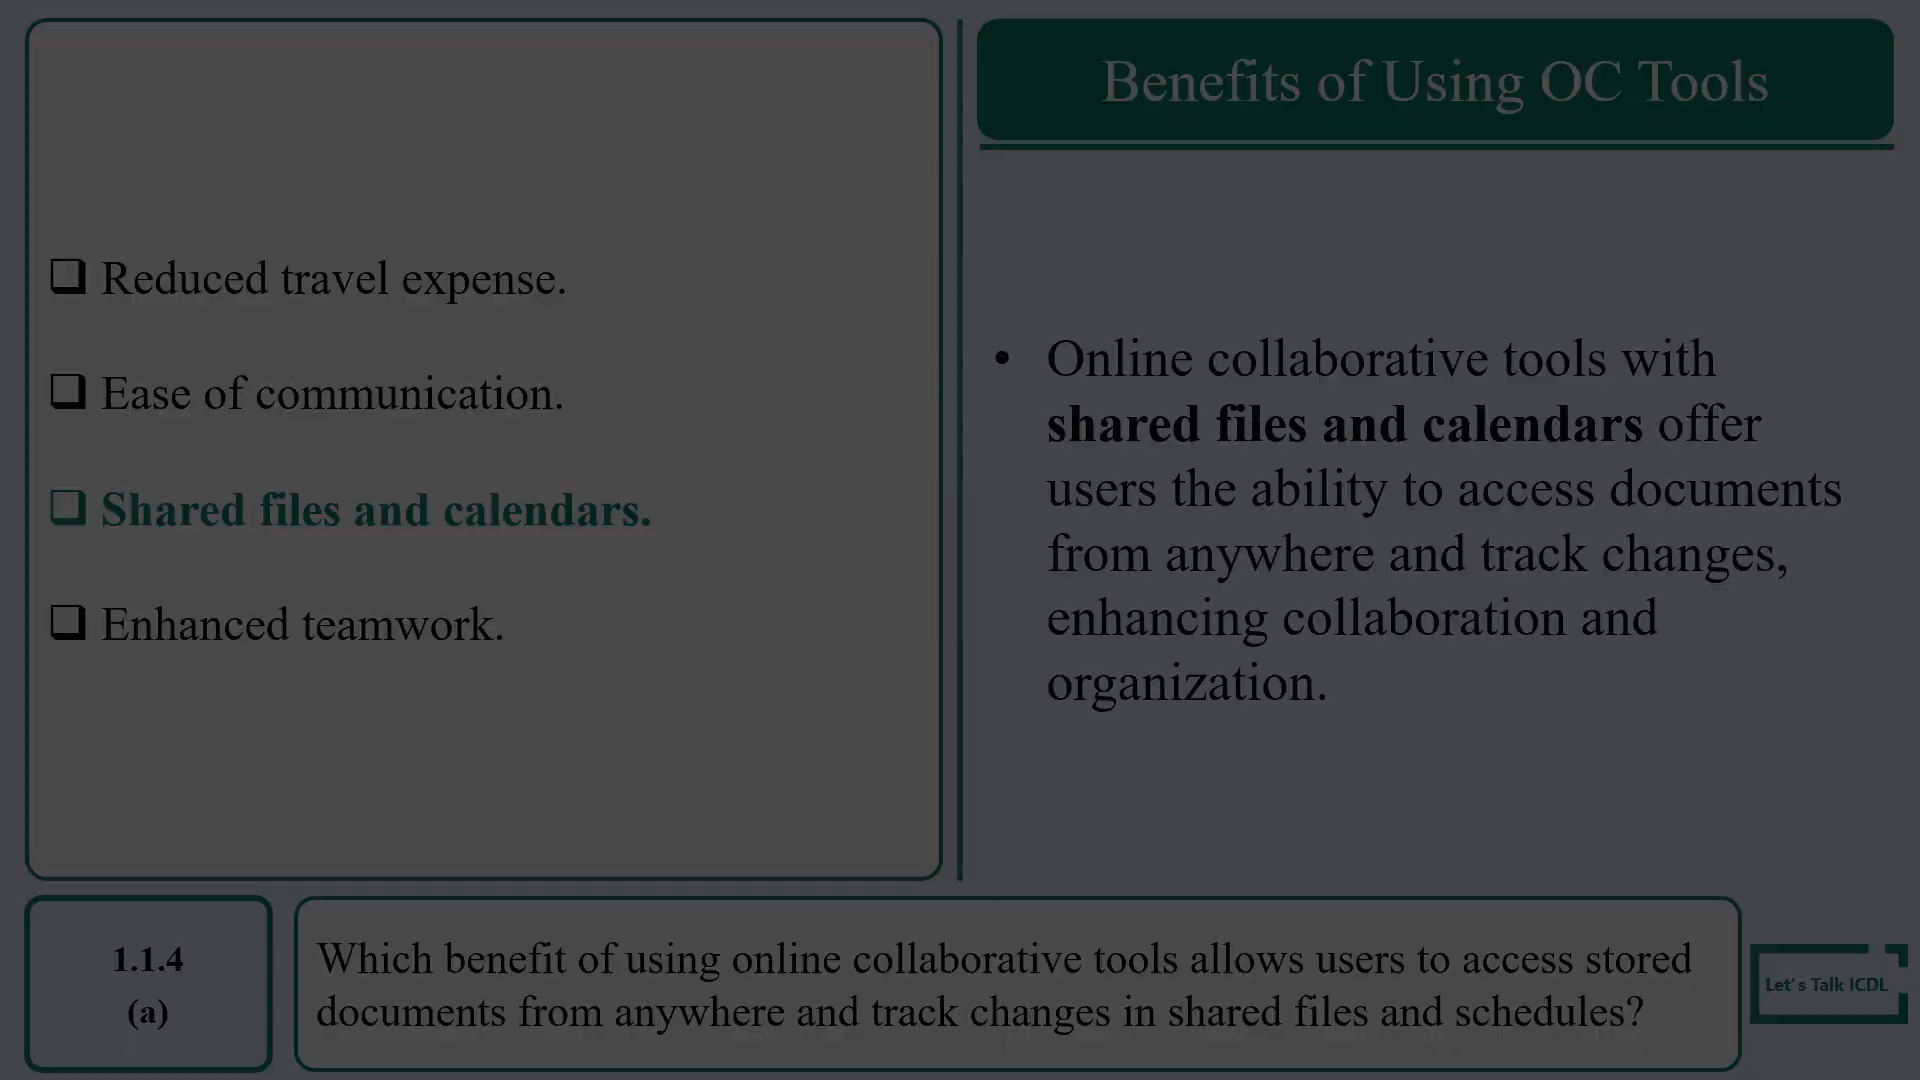 Reduced travel expense.
Ease of communication.
Shared files and calendars.
Enhanced teamwork.
Benefits of Using OC Tools
• Online collaborative tools with
shared files and calendars offer
users the ability to access documents
from anywhere and track changes,
enhancing collaboration and
organization.
1.1.4
(a)
Which benefit of using online collaborative tools allows users to access stored
documents from anywhere and track changes in shared files and schedules?
Let's Talk ICDL